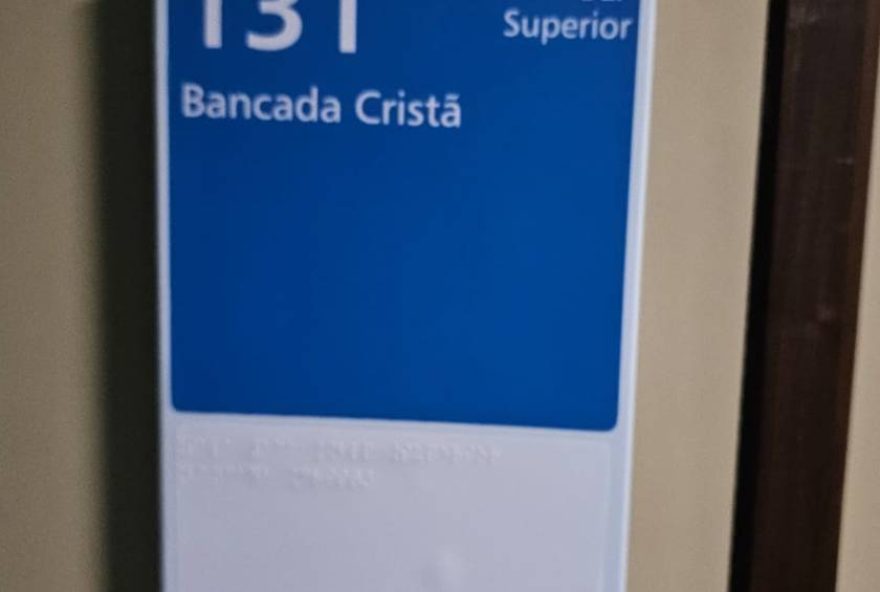 131
Superior
Bancada Cristã